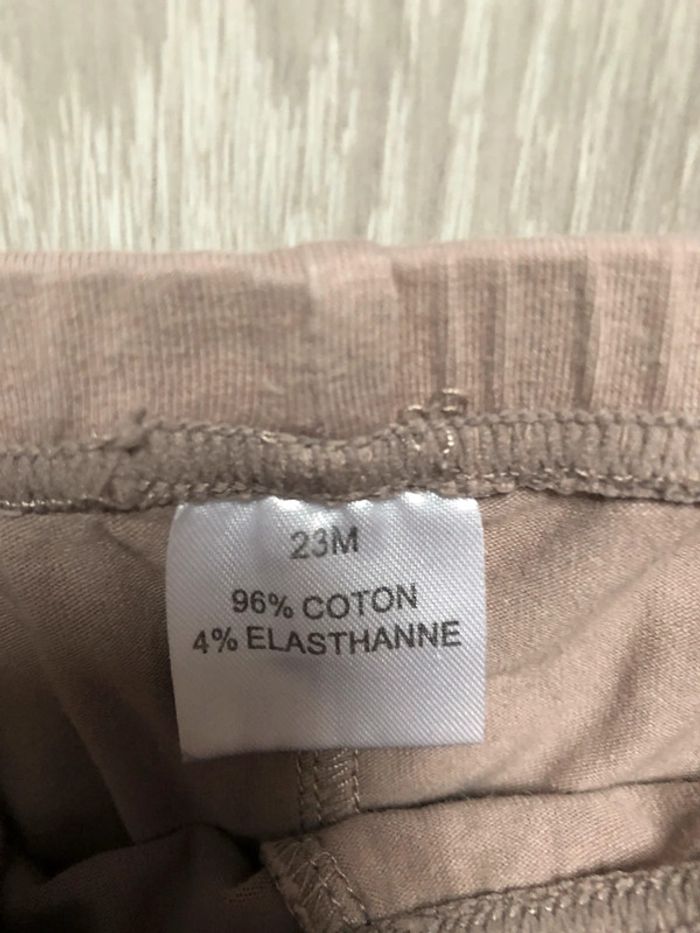 23M
96% COTON
4% ELASTHANNE